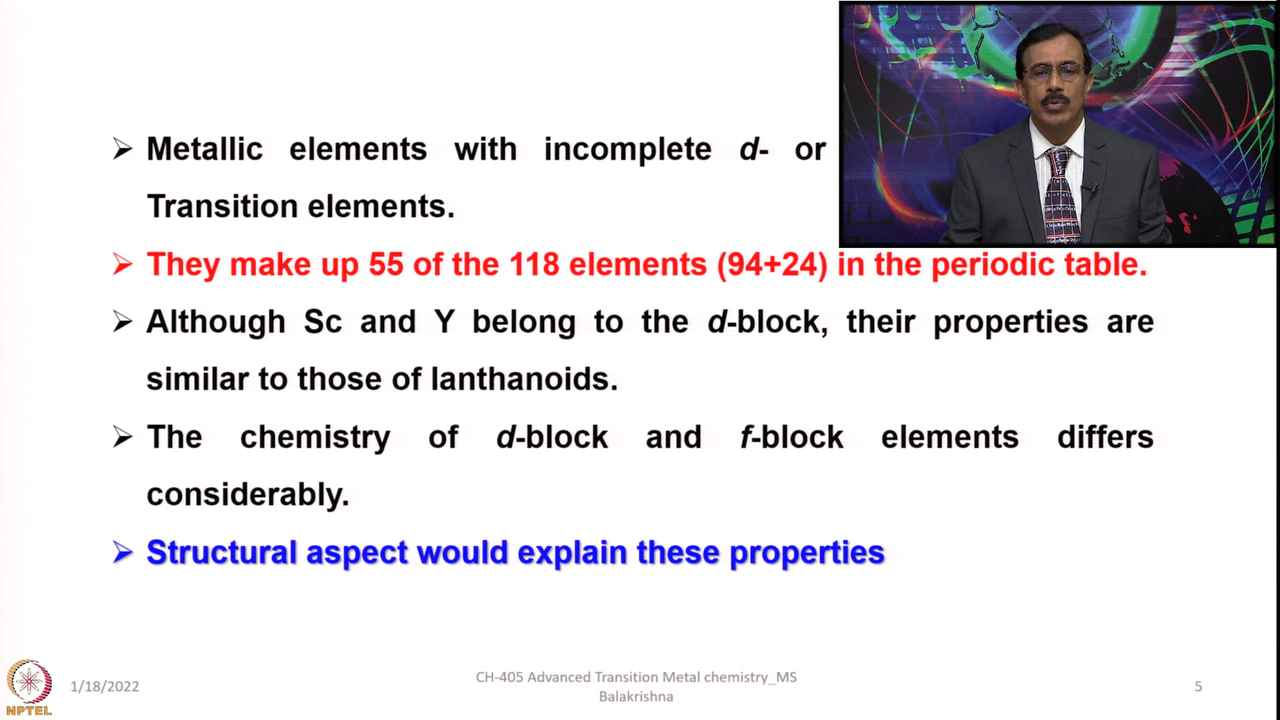 ➢ Metallic elements with incomplete d- or
Transition elements.
➢ They make up 55 of the 118 elements (94+24) in the periodic table.
➢ Although Sc and Y belong to the d-block, their properties are
similar to those of lanthanoids.
➢ The chemistry of d-block and f-block elements differs
considerably.
➢ Structural aspect would explain these properties
NPTEL
1/18/2022
CH-405 Advanced Transition Metal chemistry_MS
Balakrishna
5